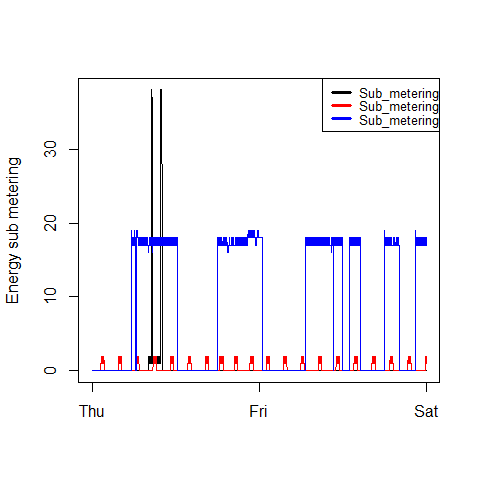 Sub_metering
Sub_metering
Sub_metering
Energy sub metering
30
20
10
0
Thu
Fri
Sat